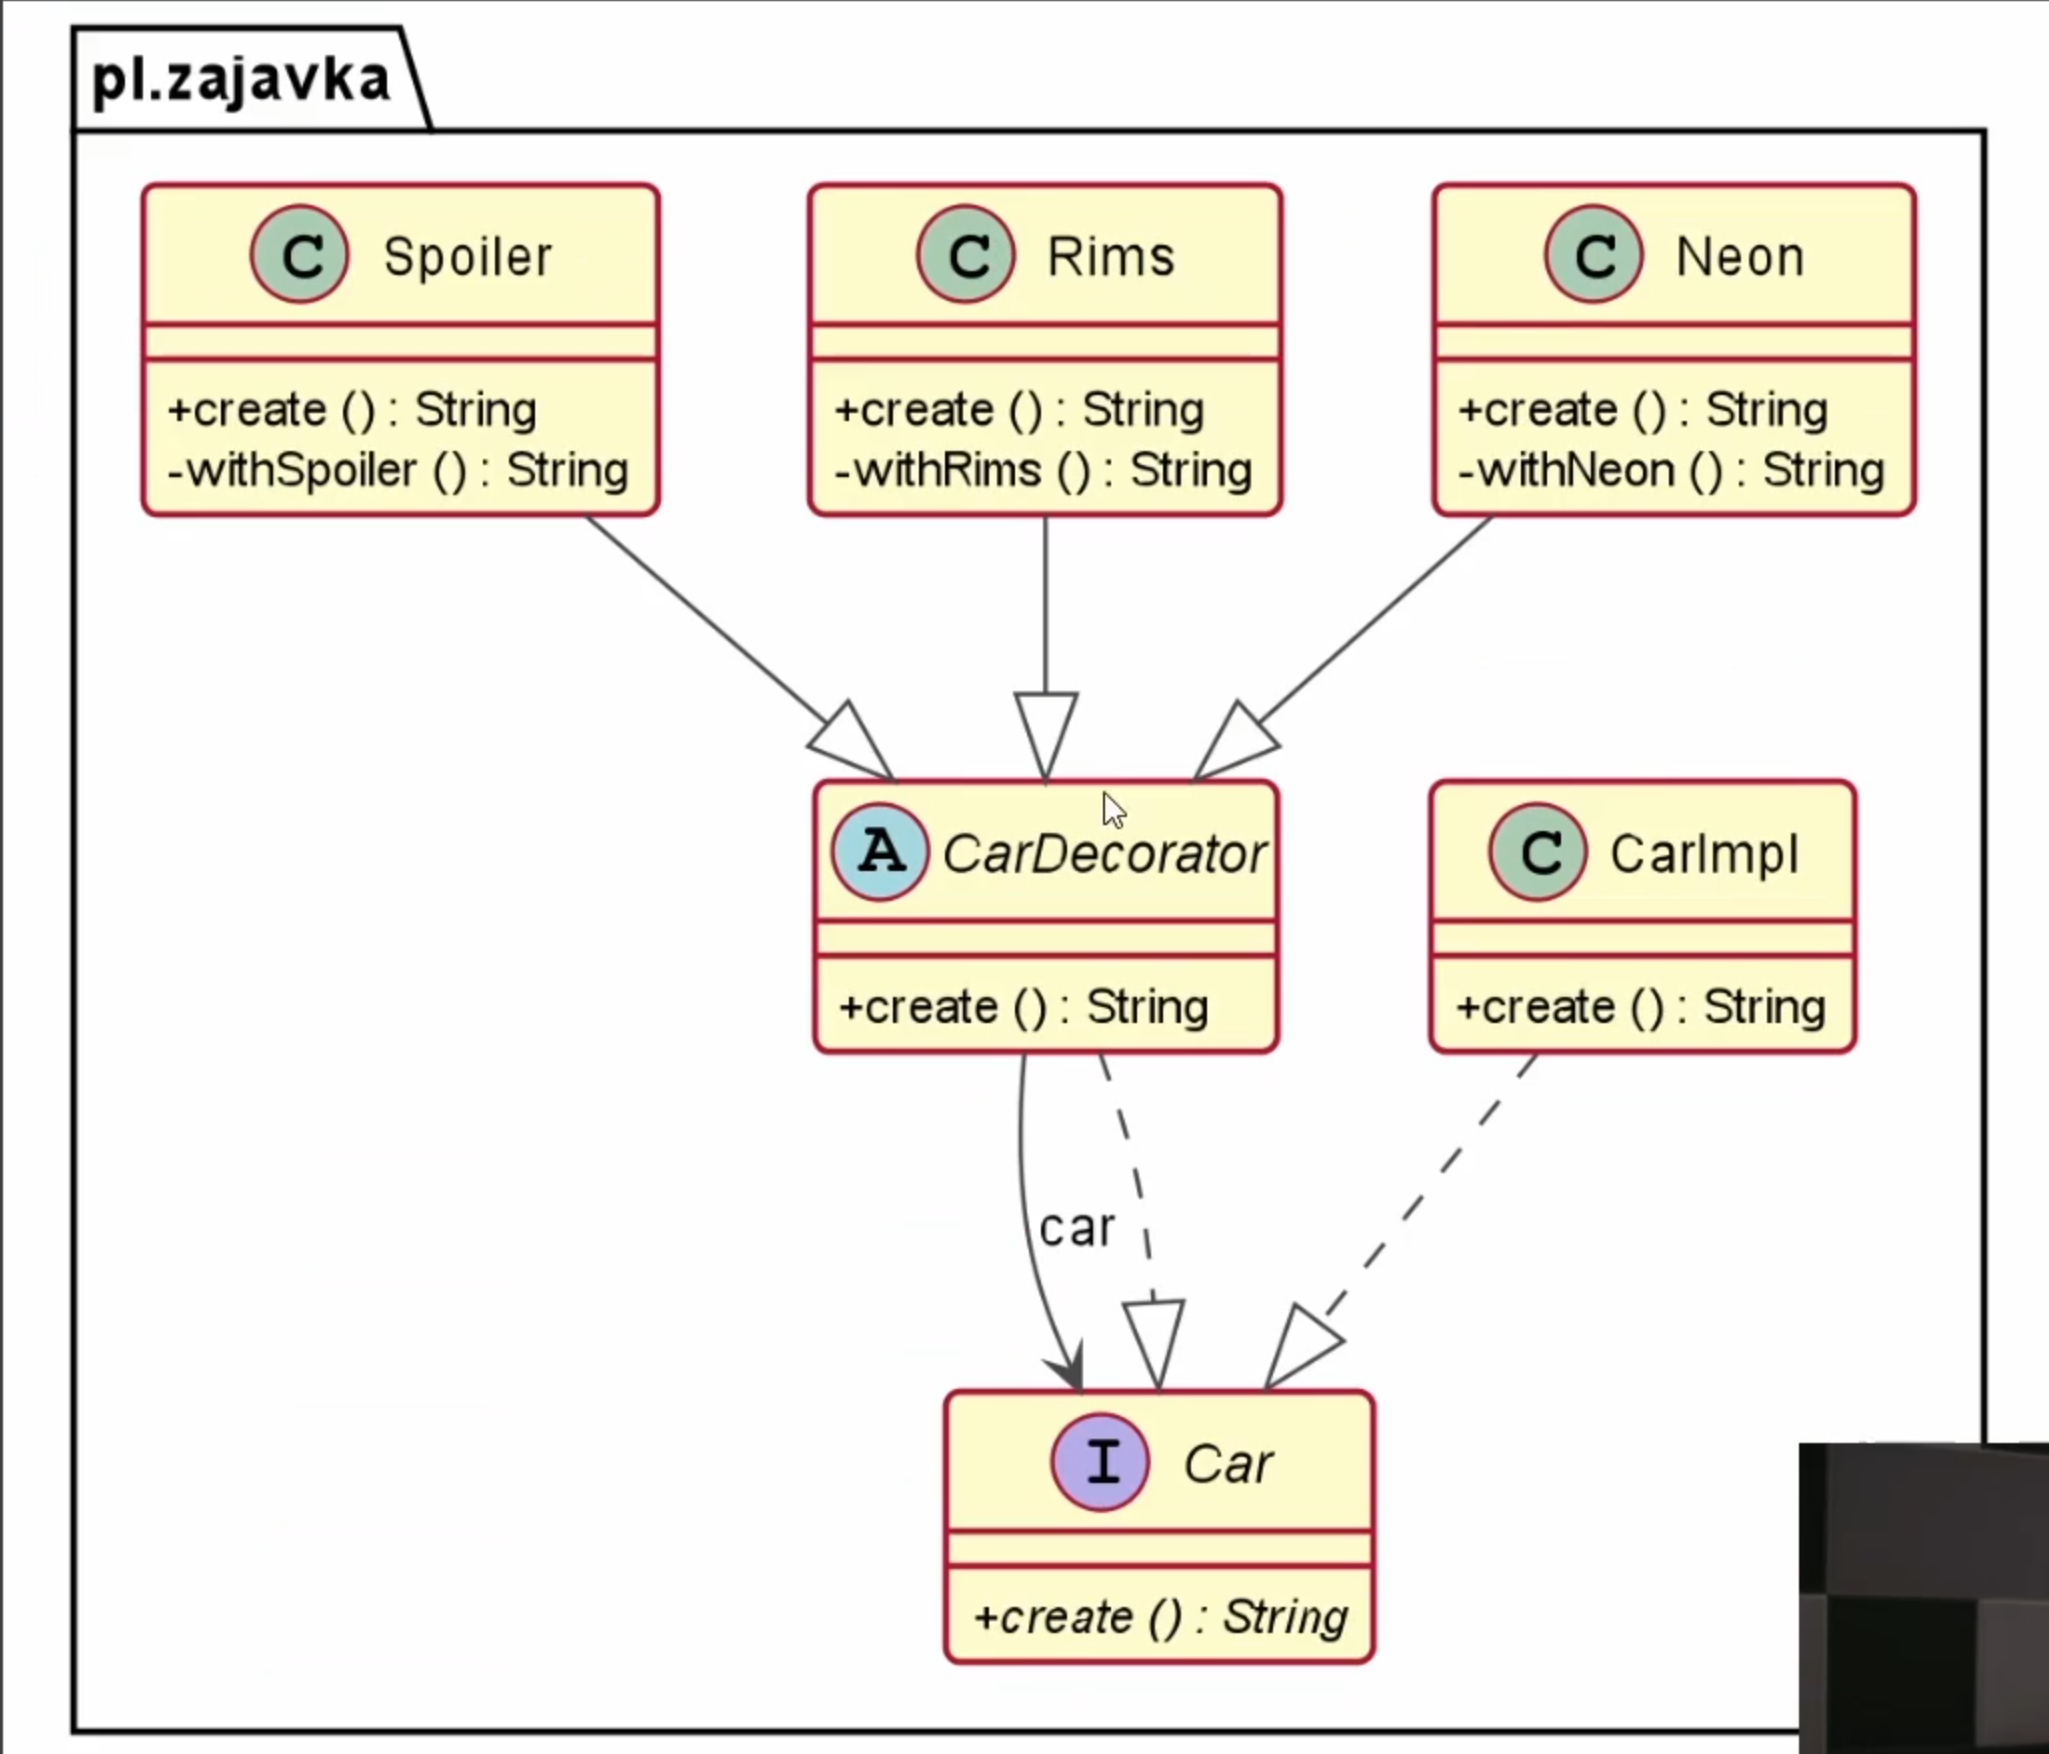 pl.zajavka
C Spoiler
+create () : String
-withSpoiler () : String
C Rims
+create () : String
-withRims () : String
C Neon
+create () : String
-withNeon () : String
A CarDecorator
+create () : String
C CarImpl
+create () : String
car
I Car
+create () : String